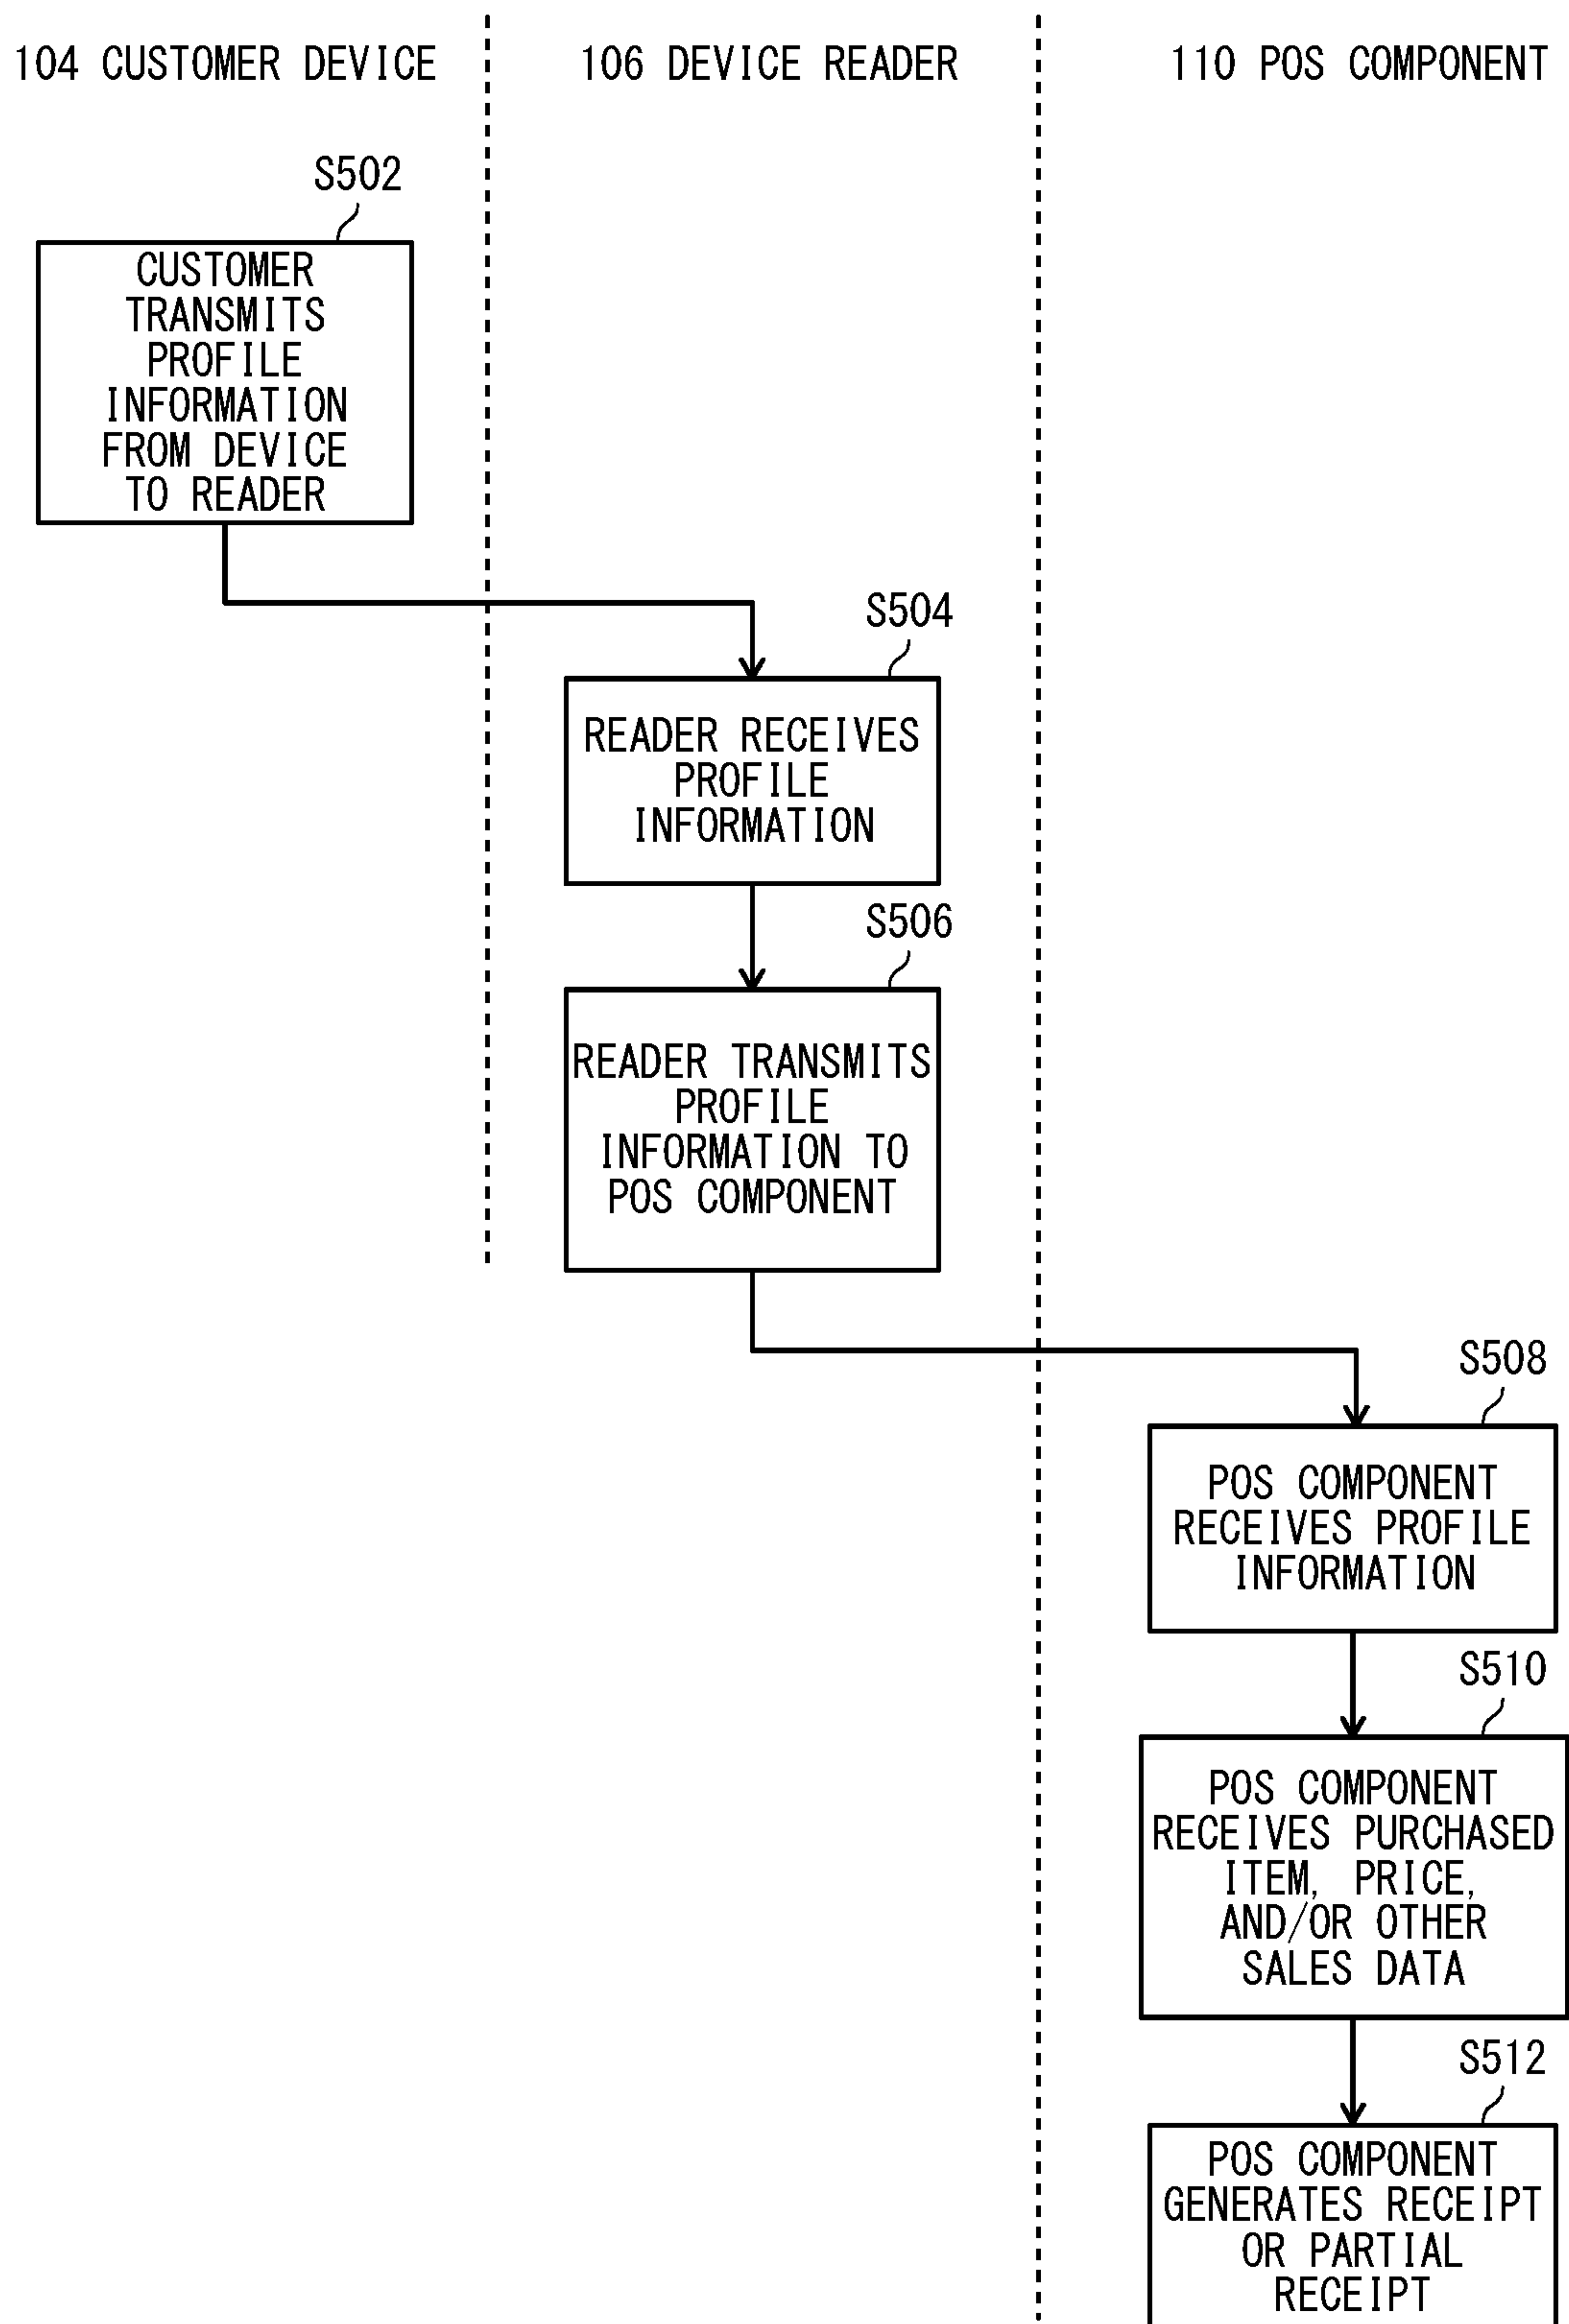 104 CUSTOMER DEVICE
106 DEVICE READER
110 POS COMPONENT
S502
CUSTOMER
TRANSMITS
PROFILE
INFORMATION
FROM DEVICE
TO READER
S504
READER RECEIVES
PROFILE
INFORMATION
S506
READER TRANSMITS
PROFILE
INFORMATION TO
POS COMPONENT
S508
POS COMPONENT
RECEIVES PROFILE
INFORMATION
S510
POS COMPONENT
RECEIVES PURCHASED
ITEM, PRICE,
AND/OR OTHER
SALES DATA
S512
POS COMPONENT
GENERATES RECEIPT
OR PARTIAL
RECEIPT